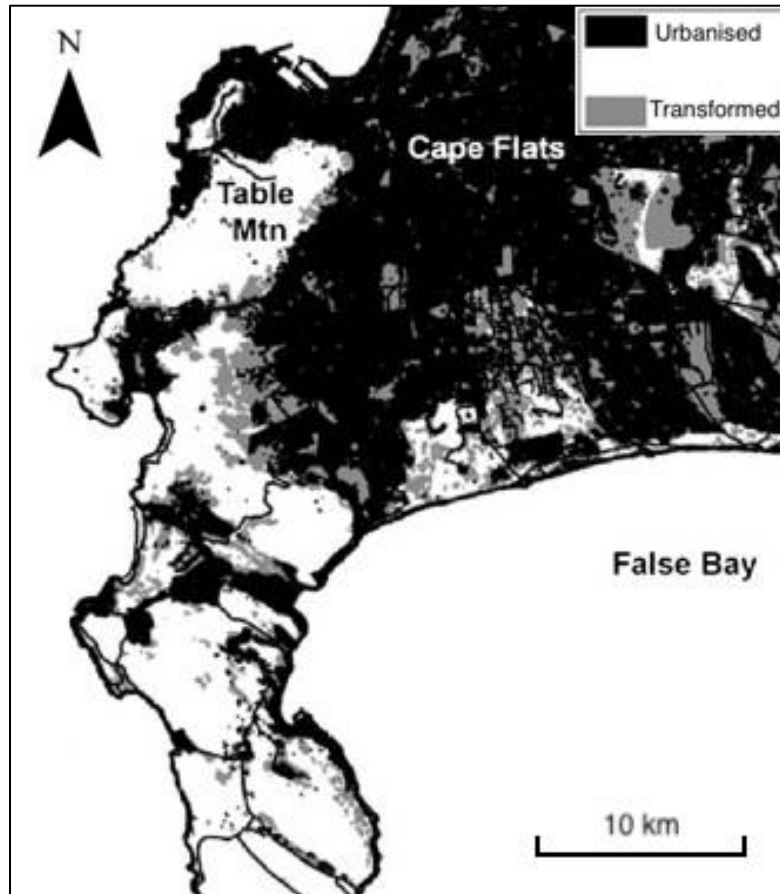 N
Urbanised
Transformed
Cape Flats
Table
Mtn
False Bay
10 km